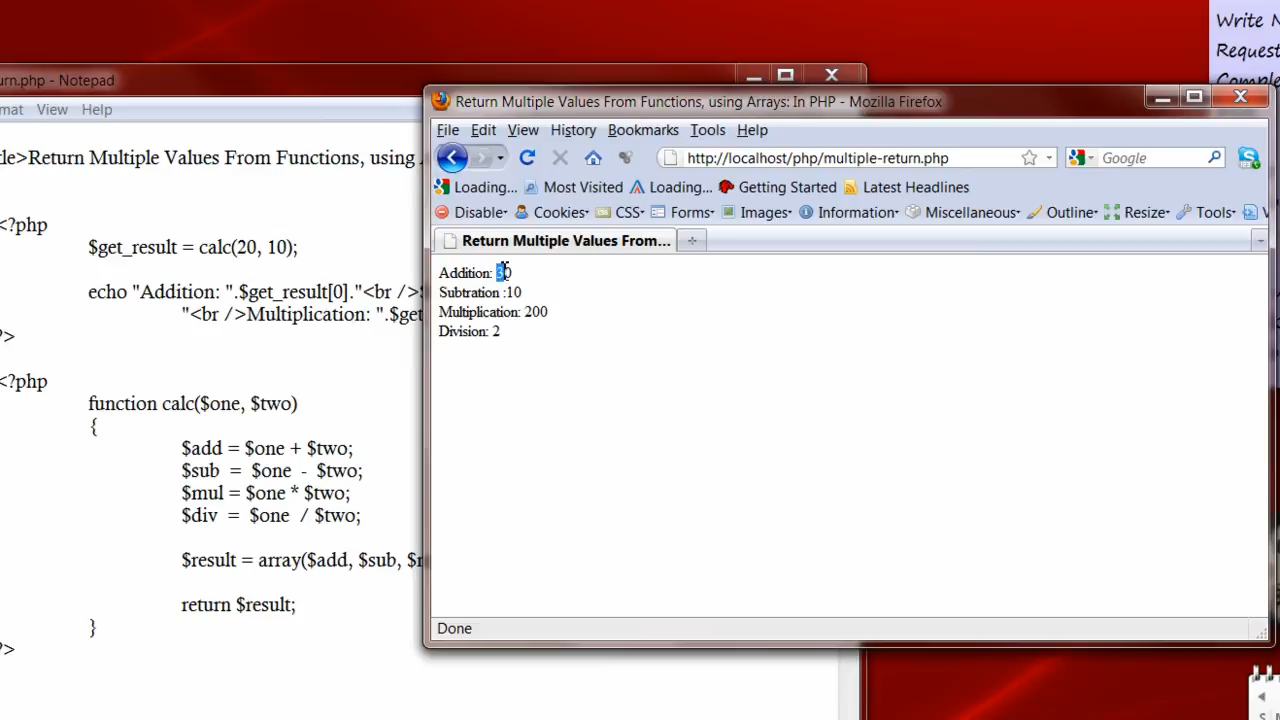 Write N
Request
Comple
urn.php - Notepad
mat View Help
tle>Return Multiple Values From Functions, using
<?php
$get_result = calc(20, 10);
echo "Addition: ".$get_result[0]."<br />
"<br />Multiplication: ".$get
?>
<?php
function calc($one, $two)
{
$add = $one + $two;
$sub = $one - $two;
$mul = $one * $two;
$div = $one / $two;
$result = array($add, $sub, $
return $result;
}
?>
Return Multiple Values From Functions, using Arrays: In PHP - Mozilla Firefox
File Edit View History Bookmarks Tools Help
http://localhost/php/multiple-return.php Google
Loading... Most Visited Loading... Getting Started Latest Headlines
Disable Cookies CSS Forms Images Information Miscellaneous Outline Resize Tools V
Return Multiple Values From...
Addition: 30
Subtration :10
Multiplication: 200
Division: 2
Done